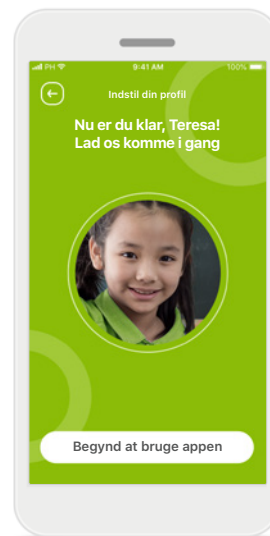 PH 9:41 AM 100%
Indstil din profil
Nu er du klar, Teresa!
Lad os komme i gang
Begynd at bruge appen